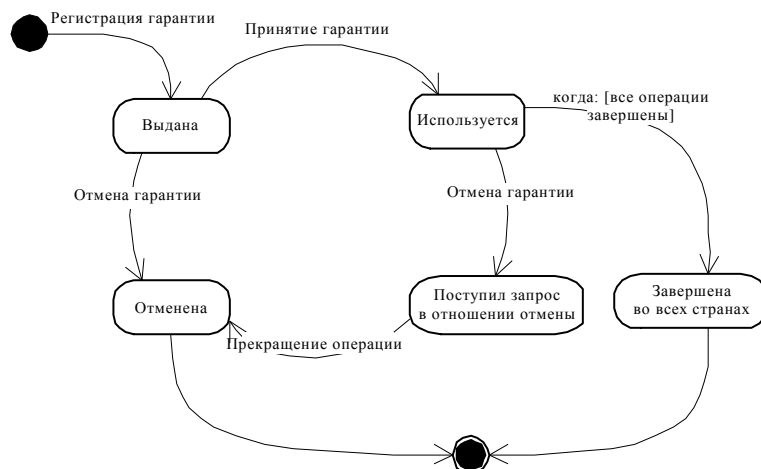 Регистрация гарантии
Принятие гарантии
когда: [все операции
завершены]
Выдана
Используется
Отмена гарантии
Отмена гарантии
Отменена
Поступил запрос
в отношении отмены
Завершена
во всех странах
Прекращение операции